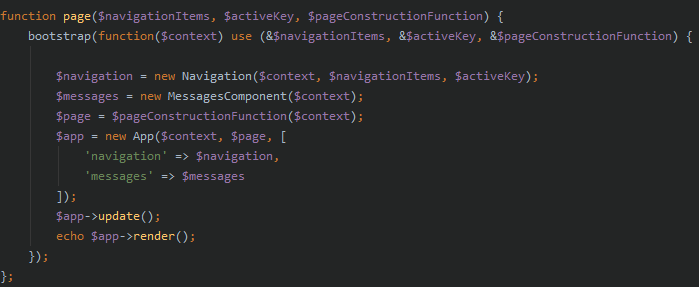 function page($navigationItems, $activeKey, $pageConstructionFunction) {
    bootstrap(function($context) use (&$navigationItems, &$activeKey, &$pageConstructionFunction) {

        $navigation = new Navigation($context, $navigationItems, $activeKey);
        $messages = new MessagesComponent($context);
        $page = $pageConstructionFunction($context);
        $app = new App($context, $page, [
            'navigation' => $navigation,
            'messages' => $messages
        ]);
        $app->update();
        echo $app->render();
    });
};